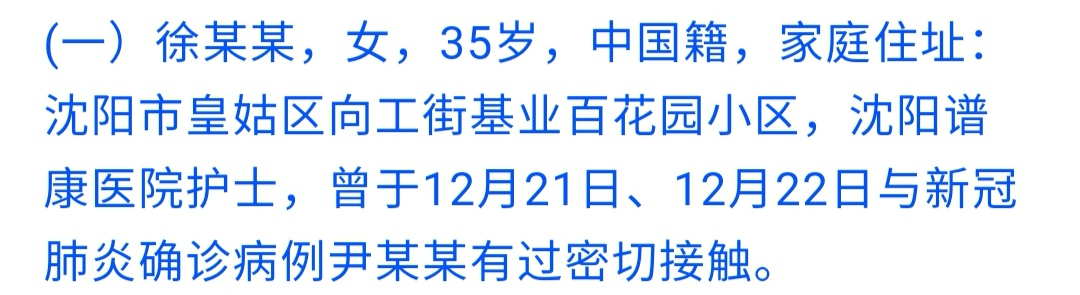 (一）徐某某，女，35岁，中国籍，家庭住址：
沈阳市皇姑区向工街基业百花园小区，沈阳谱
康医院护士，曾于12月21日、12月22日与新冠
肺炎确诊病例尹某某有过密切接触。